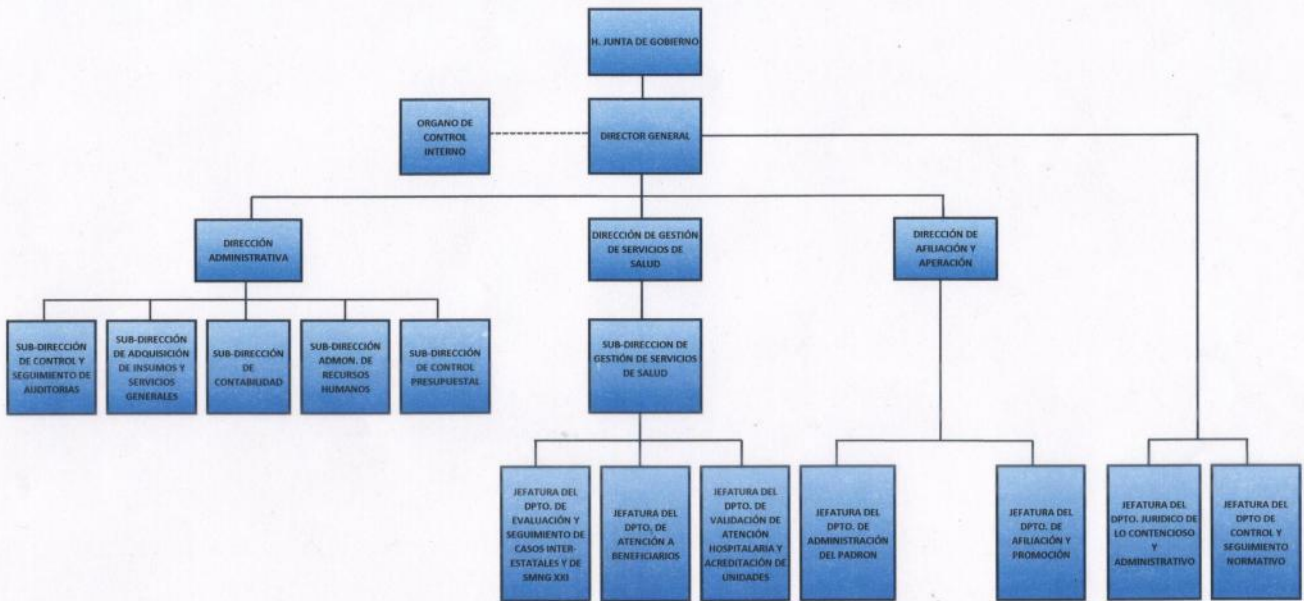 H. JUNTA DE GOBIERNO
ORGANO DE
CONTROL
INTERNO
DIRECTOR GENERAL
DIRECCIÓN
ADMINISTRATIVA
DIRECCIÓN DE GESTIÓN
DE SERVICIOS DE
SALUD
DIRECCIÓN DE
AFILIACIÓN Y
APERACIÓN
SUB-DIRECCIÓN
DE CONTROL Y
SEGUIMIENTO DE
AUDITORIAS
SUB-DIRECCIÓN
DE ADQUISICIÓN
DE INSUMOS Y
SERVICIOS
GENERALES
SUB-DIRECCIÓN
DE
CONTABILIDAD
SUB-DIRECCIÓN
ADMON. DE
RECURSOS
HUMANOS
SUB-DIRECCIÓN
DE CONTROL
PRESUPUESTAL
SUB-DIRECCION DE
GESTIÓN DE SERVICIOS
DE SALUD
JEFATURA DEL
DPTO. DE
EVALUACIÓN Y
SEGUIMIENTO DE
CASOS INTER-
ESTATALES Y DE
SMNG XXI
JEFATURA DEL
DPTO. DE
ATENCIÓN A
BENEFICIARIOS
JEFATURA DEL
DPTO. DE
VALIDACIÓN DE
ATENCIÓN
HOSPITALARIA Y
ACREDITACIÓN DE
UNIDADES
JEFATURA DEL
DPTO. DE
ADMINISTRACIÓN
DEL PADRON
JEFATURA DEL
DPTO. DE
AFILIACIÓN Y
PROMOCIÓN
JEFATURA DEL
DPTO. JURIDICO DE
LO CONTENCIOSO
Y
ADMINISTRATIVO
JEFATURA DEL
DPTO DE
CONTROL Y
SEGUIMIENTO
NORMATIVO